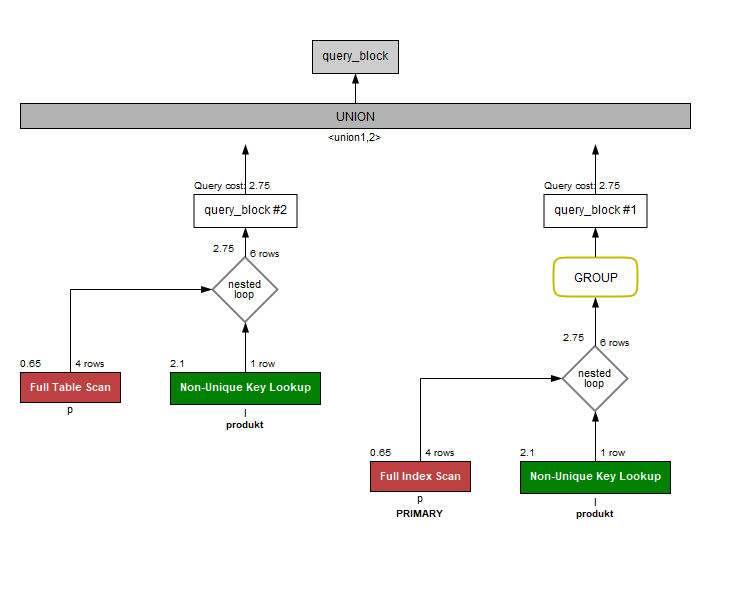 query_block
UNION
<union1,2>
Query cost: 2.75
query_block #2
2.75
6 rows
nested
loop
0.65
4 rows
Full Table Scan
p
2.1
1 row
Non-Unique Key Lookup
l
produkt
Query cost: 2.75
query_block #1
GROUP
2.75
6 rows
nested
loop
0.65
4 rows
Full Index Scan
p
PRIMARY
2.1
1 row
Non-Unique Key Lookup
l
produkt